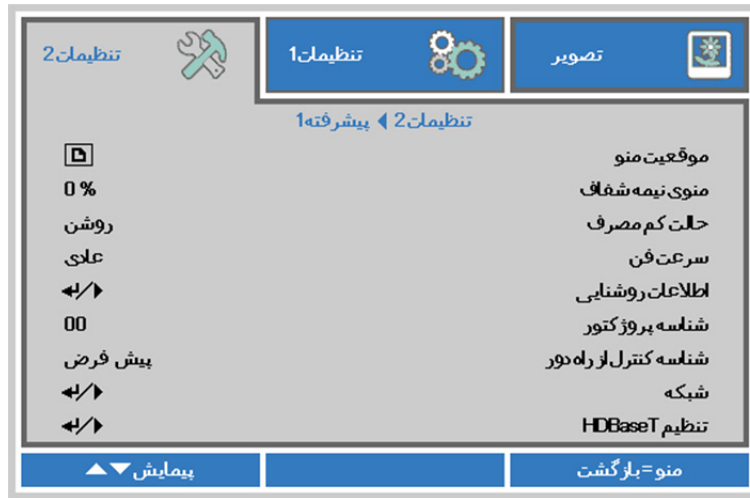 تصویر
تنظیمات1
تنظیمات2
تنظیمات2 ◀ پیشرفته1
موقعیت منو
منوی نیمه شفاف 0 %
حالت کم مصرف روشن
سرعت فن عادی
اطلاعات روشنایی ↵/▶
شناسه پروژکتور 00
شناسه کنترل از راه دور پیش فرض
شبکه ↵/▶
تنظیم HDBaseT ↵/▶
منو=بازگشت
پیمایش▼▲